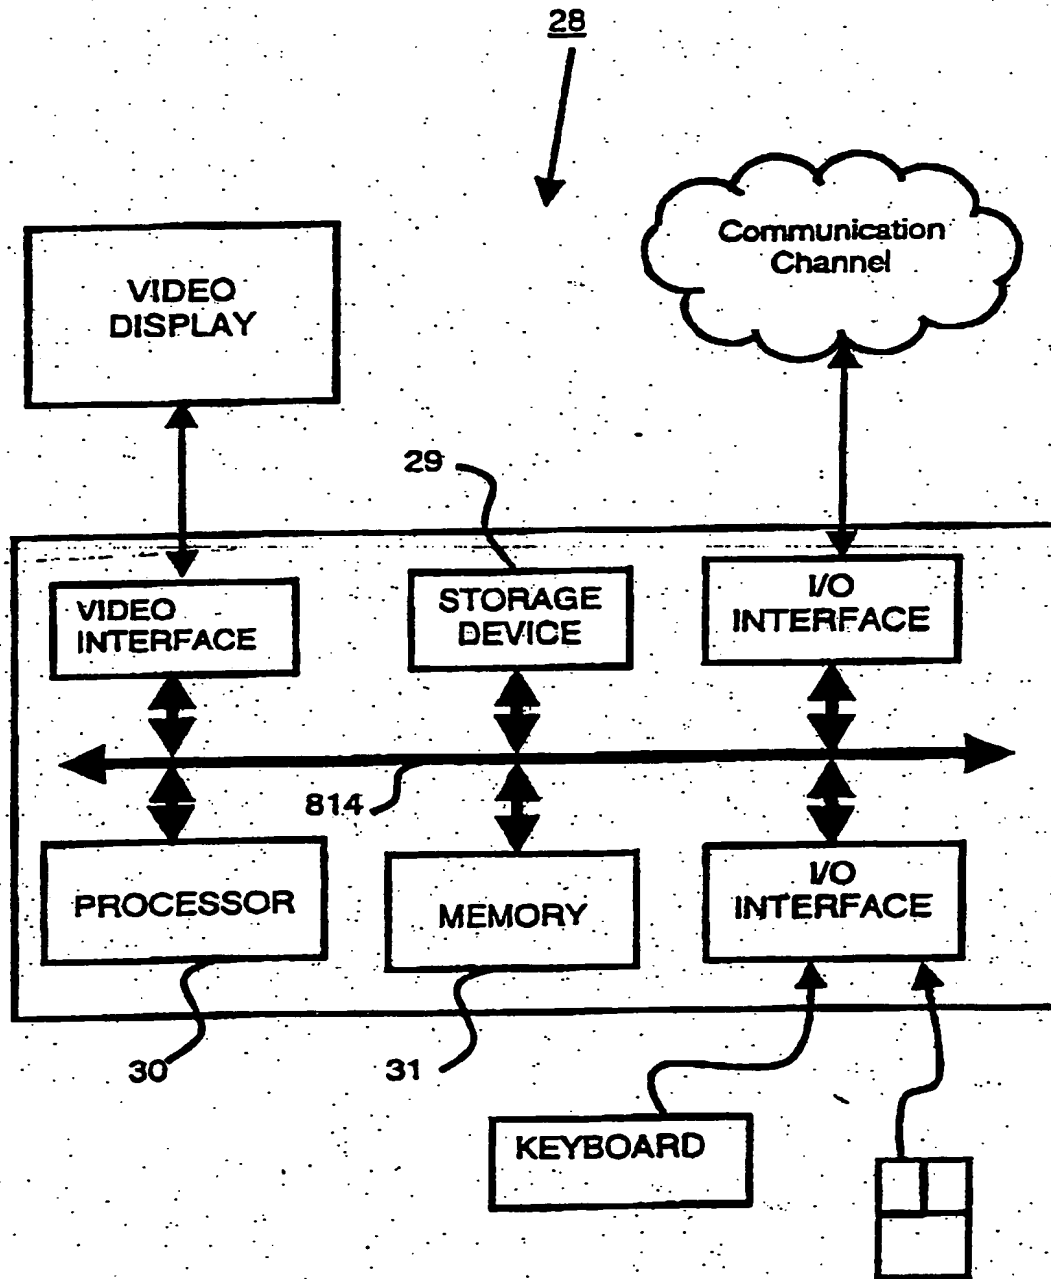 28
Communication
Channel
VIDEO
DISPLAY
29
VIDEO
INTERFACE
STORAGE
DEVICE
I/O
INTERFACE
814
PROCESSOR
MEMORY
I/O
INTERFACE
30
31
KEYBOARD